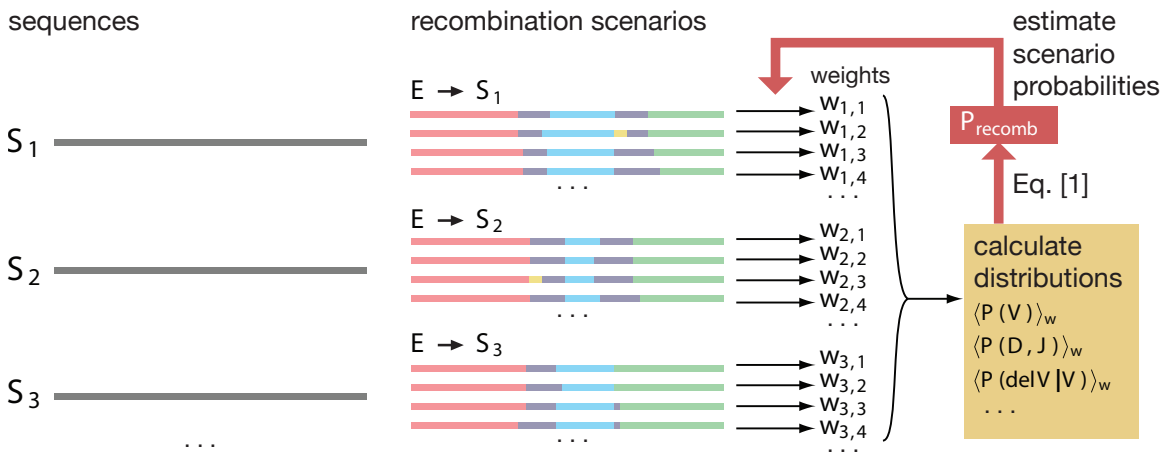 sequences
recombination scenarios
estimate
scenario
probabilities
weights
E → S1
w1,1
w1,2
w1,3
w1,4
. . .
. . .
S1
Precomb
Eq. [1]
E → S2
w2,1
w2,2
w2,3
w2,4
. . .
. . .
S2
calculate
distributions
⟨P (V)⟩w
⟨P (D, J)⟩w
⟨P (delV|V)⟩w
. . .
E → S3
w3,1
w3,2
w3,3
w3,4
. . .
. . .
S3
. . .